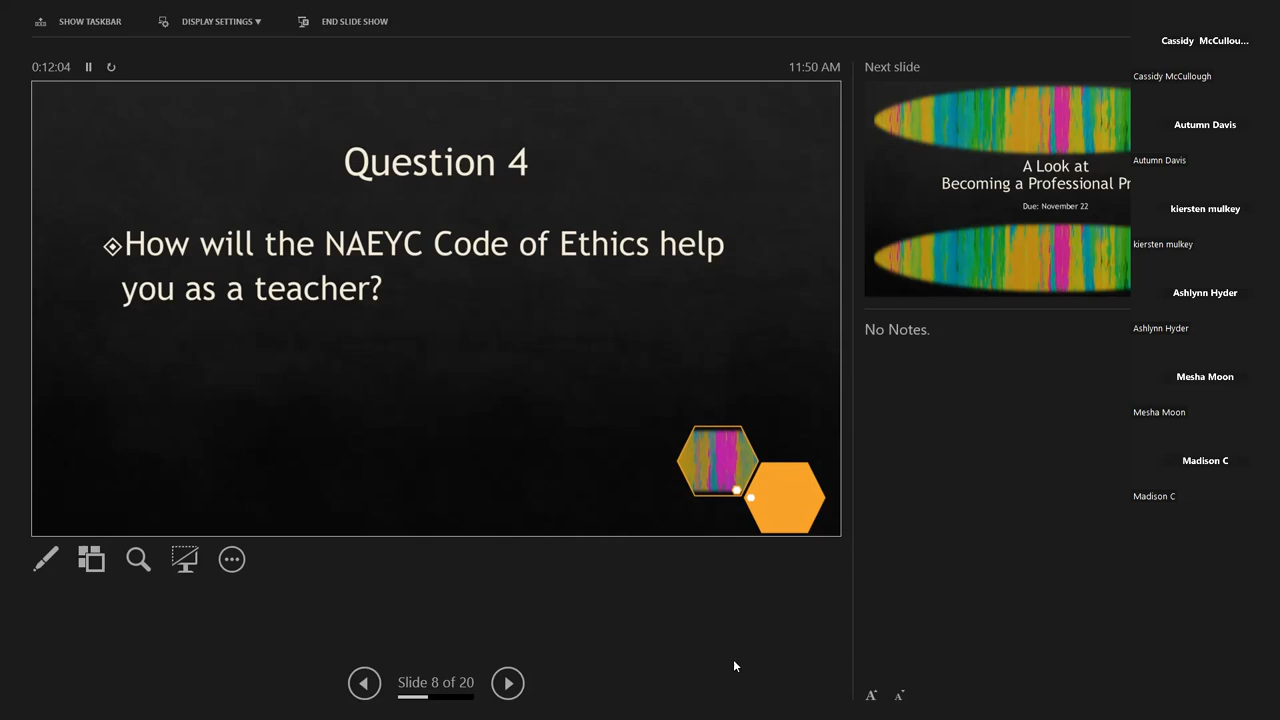 SHOW TASKBAR
DISPLAY SETTINGS ▼
END SLIDE SHOW
0:12:04
11:50 AM
Question 4
How will the NAEYC Code of Ethics help
you as a teacher?
Slide 8 of 20
Next slide
A Look at
Becoming a Professional Pr
Due: November 22
No Notes.
A
A
Cassidy McCullou...
Cassidy McCullough
Autumn Davis
Autumn Davis
kiersten mulkey
kiersten mulkey
Ashlynn Hyder
Ashlynn Hyder
Mesha Moon
Mesha Moon
Madison C
Madison C